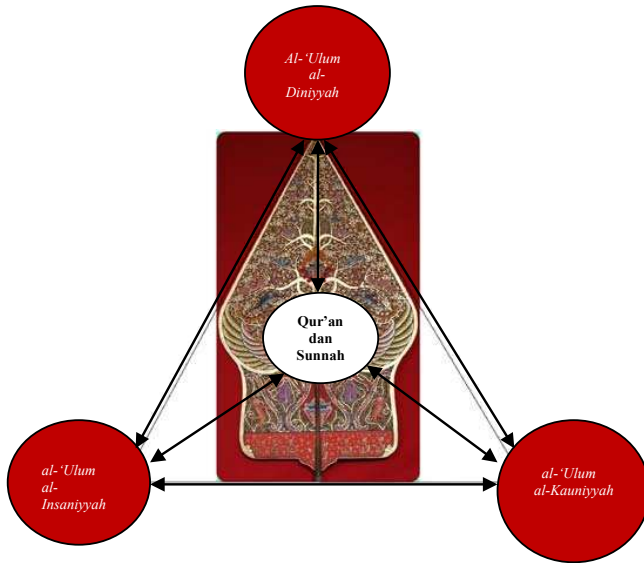 Al-‘Ulum
al-
Diniyyah
Qur’an
dan
Sunnah
al-‘Ulum
al-
Insaniyyah
al-‘Ulum
al-Kauniyyah